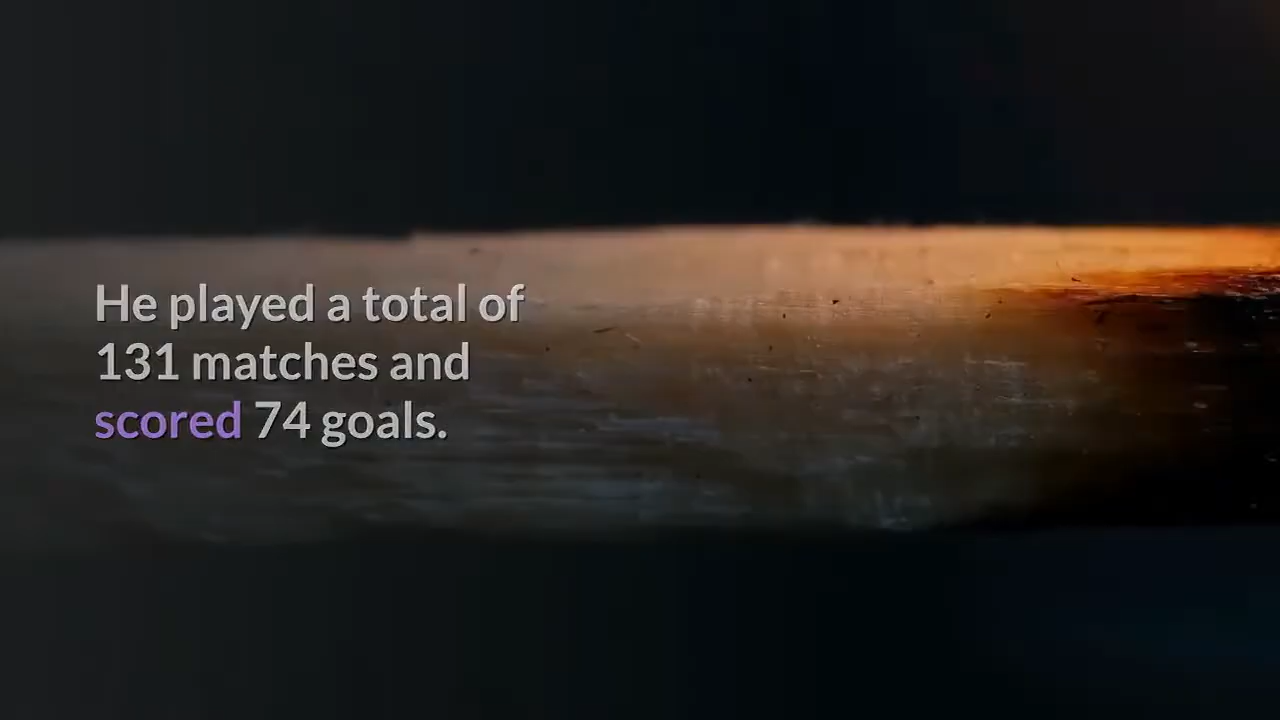 He played a total of
131 matches and
scored 74 goals.